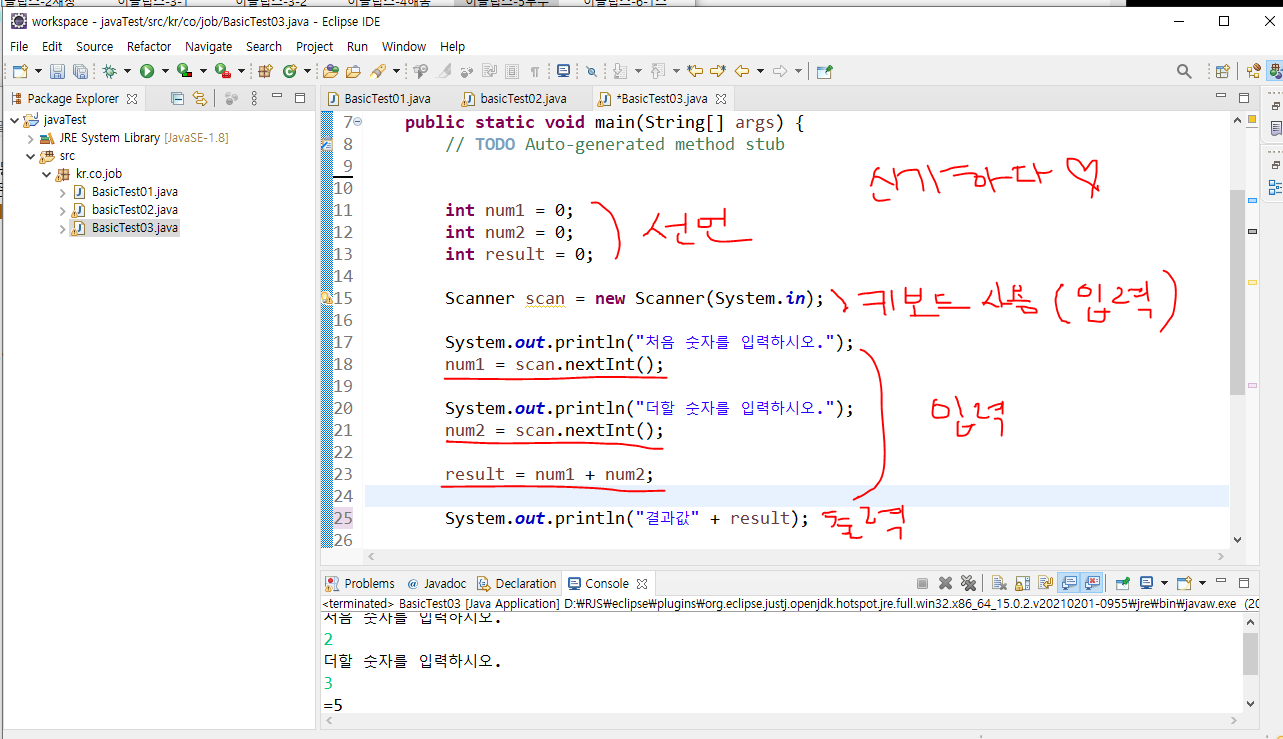 workspace - javaTest/src/kr/co/job/BasicTest03.java - Eclipse IDE
File Edit Source Refactor Navigate Search Project Run Window Help
Package Explorer
javaTest
JRE System Library [JavaSE-1.8]
src
kr.co.job
BasicTest01.java
basicTest02.java
BasicTest03.java
BasicTest01.java basicTest02.java *BasicTest03.java
7 public static void main(String[] args) {
8 // TODO Auto-generated method stub
9
10
신기하다
11 int num1 = 0;
12 int num2 = 0;
선언
13 int result = 0;
14
15 Scanner scan = new Scanner(System.in); 키보드 사용 (입력)
16
17 System.out.println("처음 숫자를 입력하시오.");
18 num1 = scan.nextInt();
19
20 System.out.println("더할 숫자를 입력하시오.");
입력
21 num2 = scan.nextInt();
22
23 result = num1 + num2;
24
25 System.out.println("결과값" + result); 출력
26
Problems @ Javadoc Declaration Console
<terminated> BasicTest03 [Java Application] D:₩RJS₩eclipse₩plugins₩org.eclipse.justj.openjdk.hotspot.jre.full.win32.x86_64_15.0.2.v20210201-0955₩jre₩bin₩javaw.exe (20
처음 숫자를 입력하시오.
2
더할 숫자를 입력하시오.
3
=5